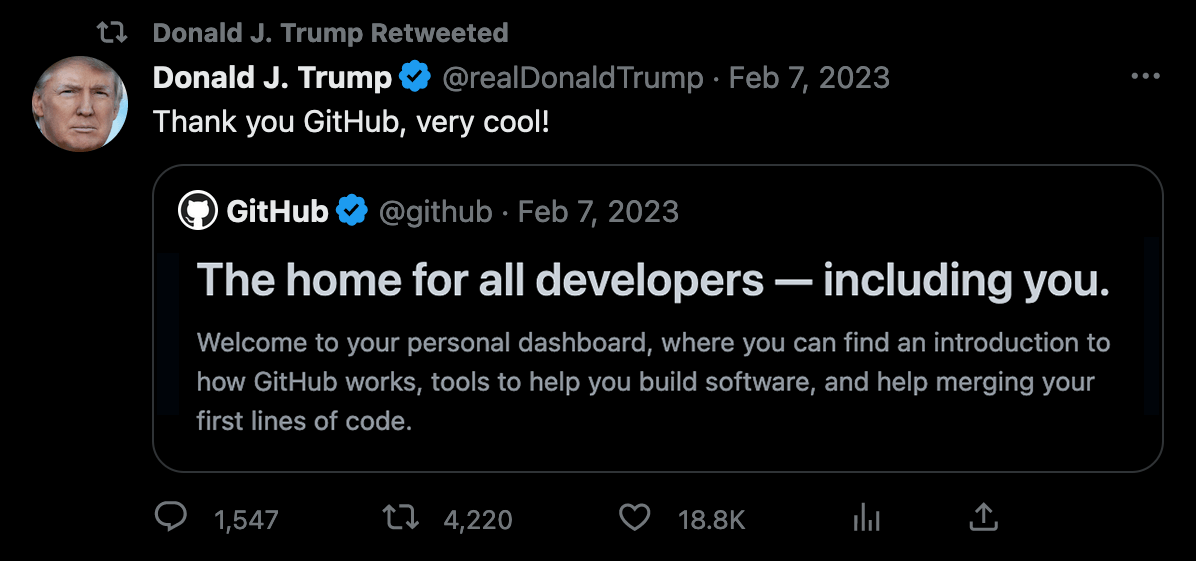 Donald J. Trump Retweeted
Donald J. Trump @realDonaldTrump · Feb 7, 2023
Thank you GitHub, very cool!
GitHub @github · Feb 7, 2023
The home for all developers — including you.
Welcome to your personal dashboard, where you can find an introduction to
how GitHub works, tools to help you build software, and help merging your
first lines of code.
1,547 4,220 18.8K